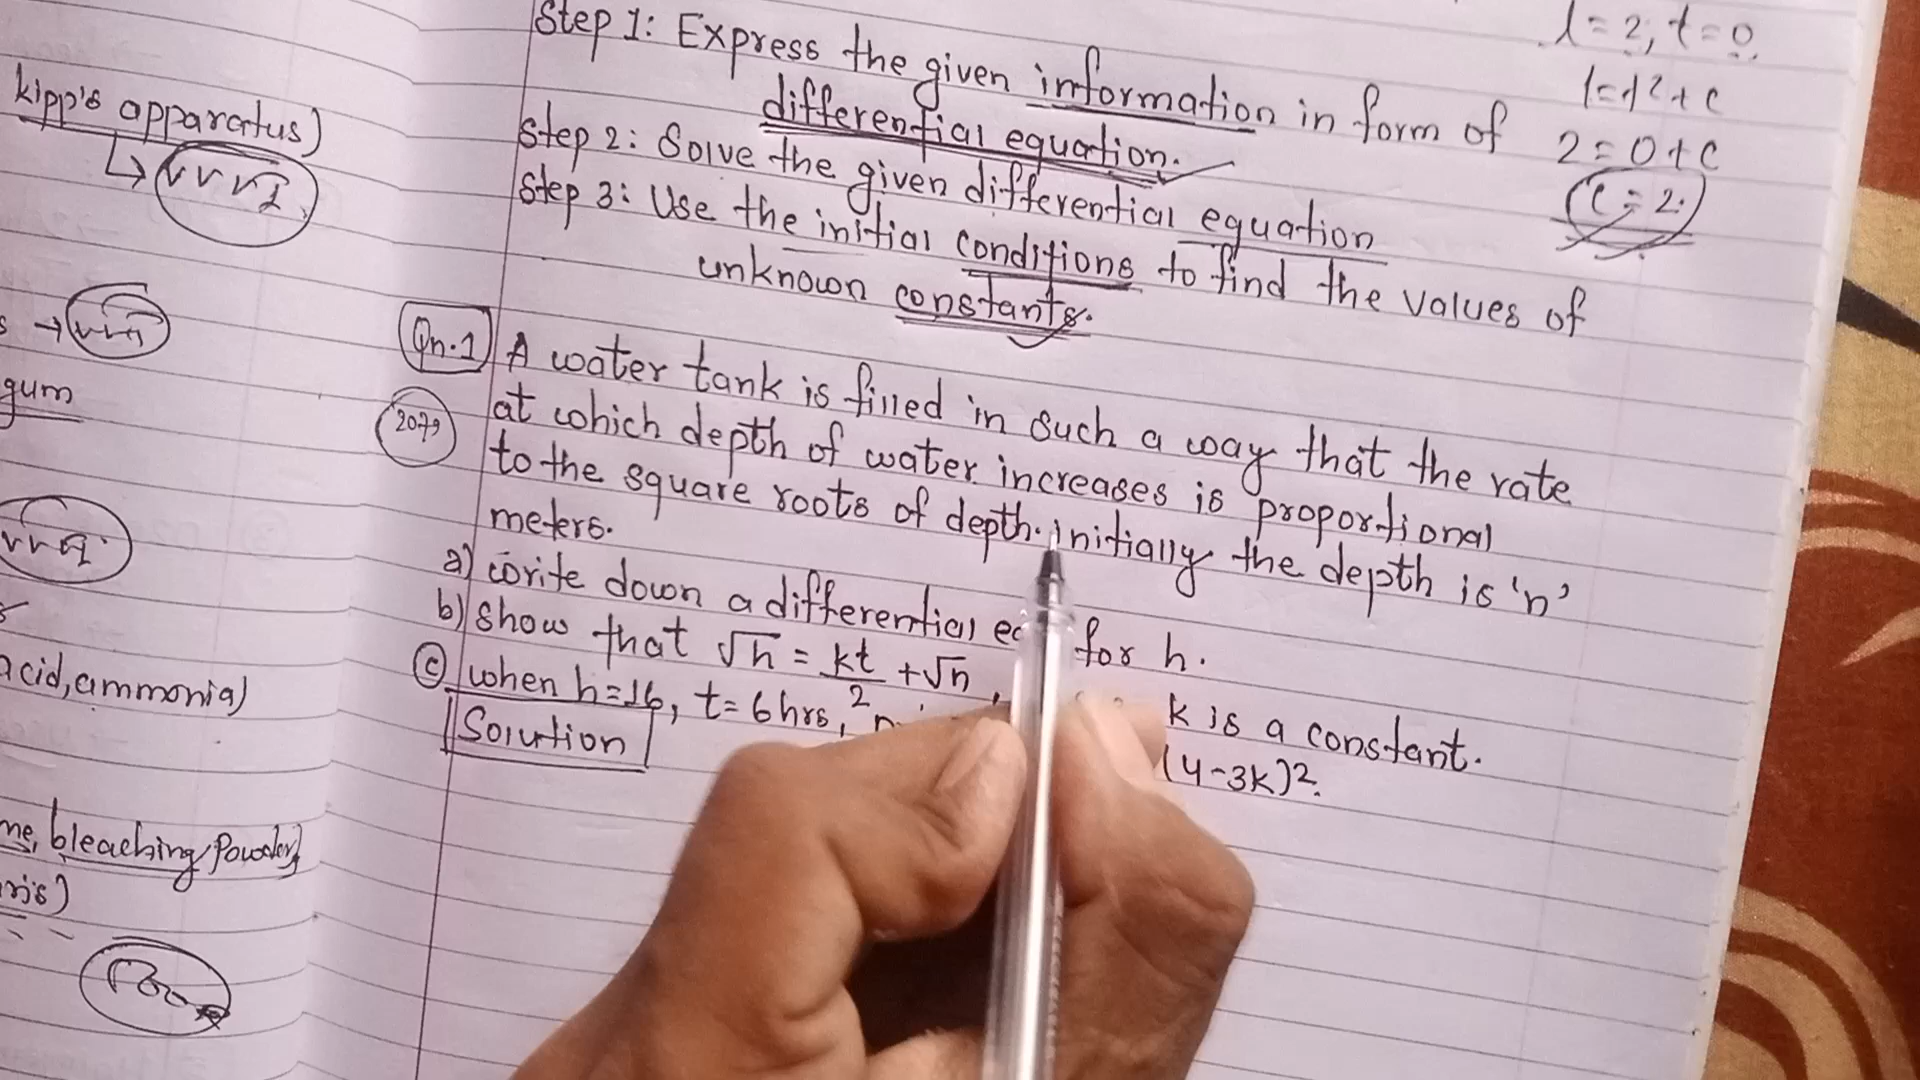 kipp's apparatus)
gum
acid, ammonia)
me, bleaching Powder,
Step 1: Express the given information in form of
differential equation.
Step 2: Solve the given differential equation
Step 3: Use the initial conditions to find the values of
unknown constants.
l = 2, t = 0
2 = 0 + c
c = 2.
Qn.1 A water tank is filled in such a way that the rate
2079 at which depth of water increases is proportional
to the square roots of depth. initially the depth is 'n'
meters.
a) write down a differential for h.
b) show that √h = kt/2 + √n, k is a constant.
c) when h=16, t= 6hrs, (4-3k)².
Solution